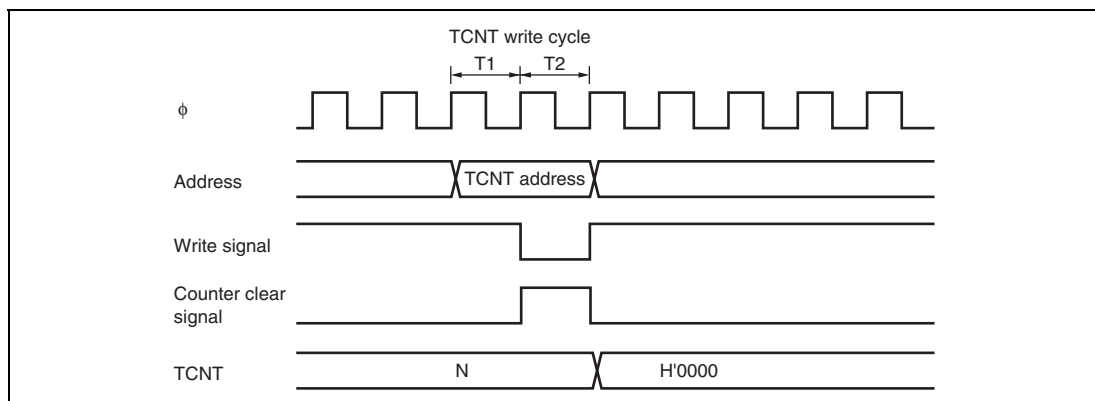 TCNT write cycle
T1 T2
ϕ
Address
TCNT address
Write signal
Counter clear
signal
TCNT
N
H'0000